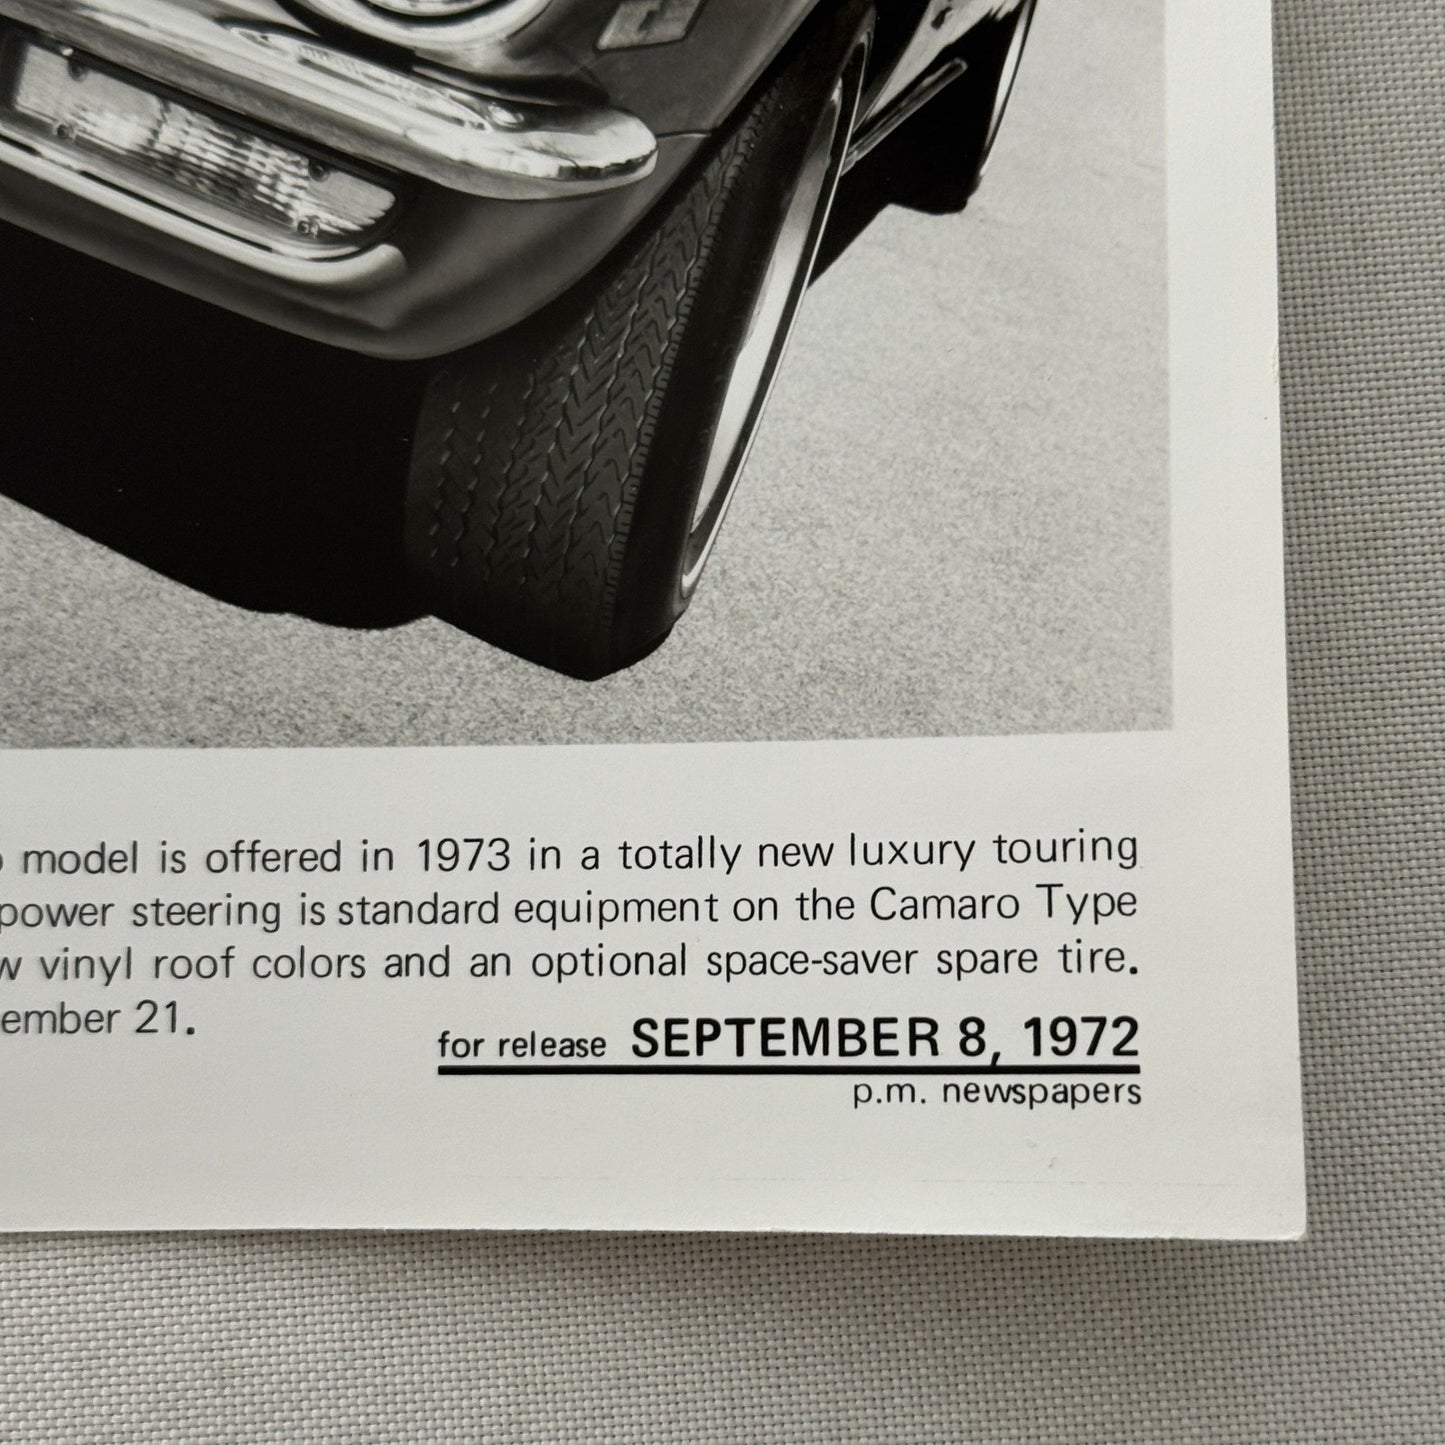 model is offered in 1973 in a totally new luxury touring
power steering is standard equipment on the Camaro Type
vinyl roof colors and an optional space-saver spare tire.
ember 21.
for release SEPTEMBER 8, 1972
p.m. newspapers